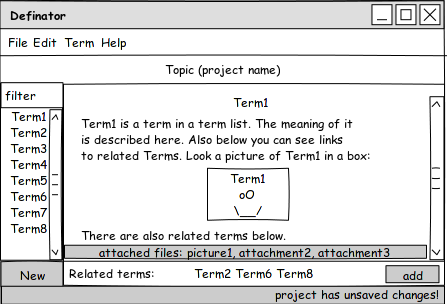 Definator
File Edit Term Help
Topic (project name)
filter
Term1
Term2
Term3
Term4
Term5
Term6
Term7
Term8
Term1
Term1 is a term in a term list. The meaning of it
is described here. Also below you can see links
to related Terms. Look a picture of Term1 in a box:
Term1
oO
\__/
There are also related terms below.
attached files: picture1, attachment2, attachment3
New
Related terms: Term2 Term6 Term8
add
project has unsaved changes!